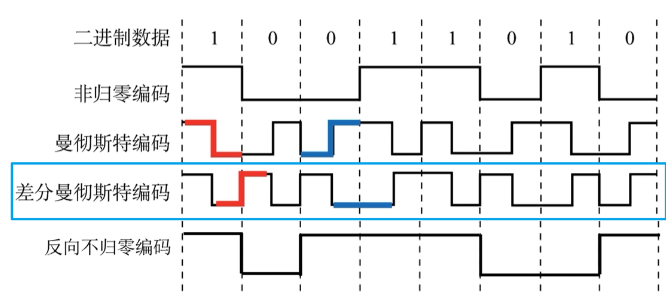 二进制数据 1 0 0 1 1 0 1 0
非归零编码
曼彻斯特编码
差分曼彻斯特编码
反向不归零编码